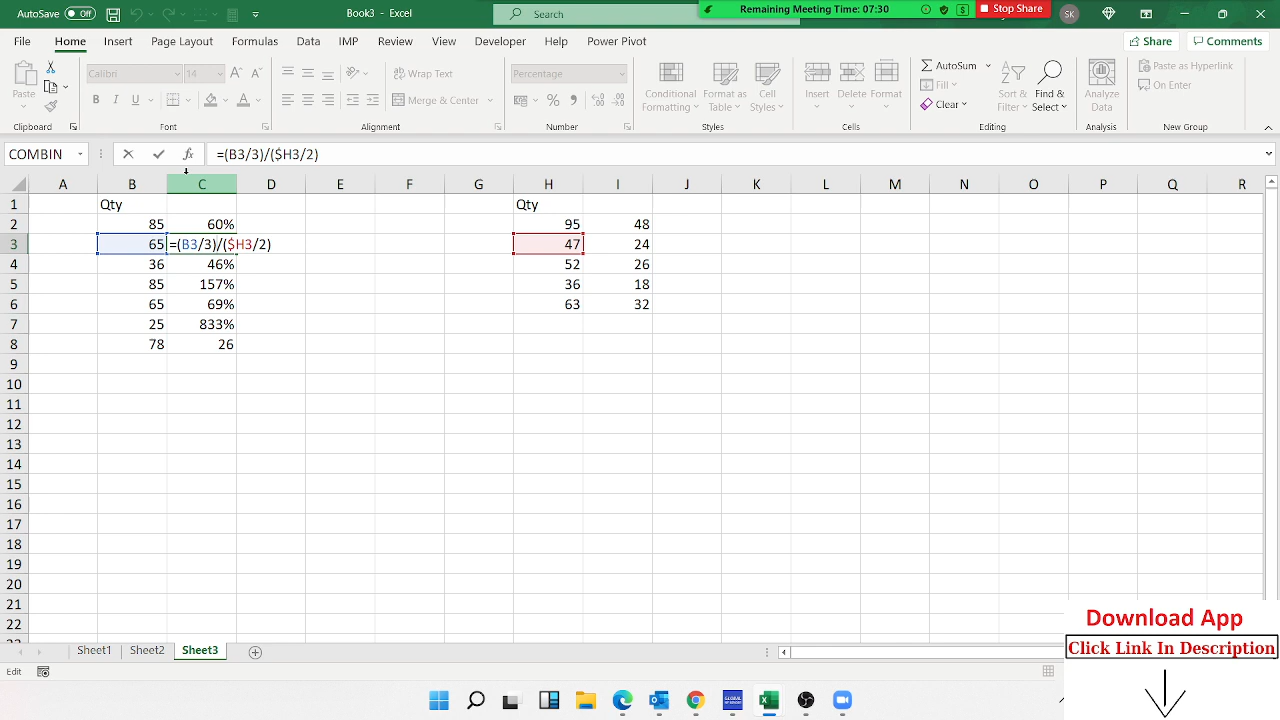 AutoSave Off Book3 - Excel Search Remaining Meeting Time: 07:30 $ Stop Share SK
File Home Insert Page Layout Formulas Data IMP Review View Developer Help Power Pivot Share Comments
Paste Calibri 14 A A Wrap Text Percentage Conditional Formatting Format as Table Cell Styles Insert Delete Format AutoSum Fill Clear Sort & Filter Find & Select Analyze Data Paste as Hyperlink On Enter
B I U A Merge & Center $ %
Clipboard Font Alignment Number Styles Cells Editing Analysis New Group
COMBIN fx =(B3/3)/($H3/2)
A B C D E F G H I J K L M N O P Q R
1 Qty Qty
2 85 60% 95 48
3 65 =(B3/3)/($H3/2) 47 24
4 36 46% 52 26
5 85 157% 36 18
6 65 69% 63 32
7 25 833%
8 78 26
9
10
11
12
13
14
15
16
17
18
19
20
21
22
Download App
Click Link In Description
Sheet1 Sheet2 Sheet3
Edit